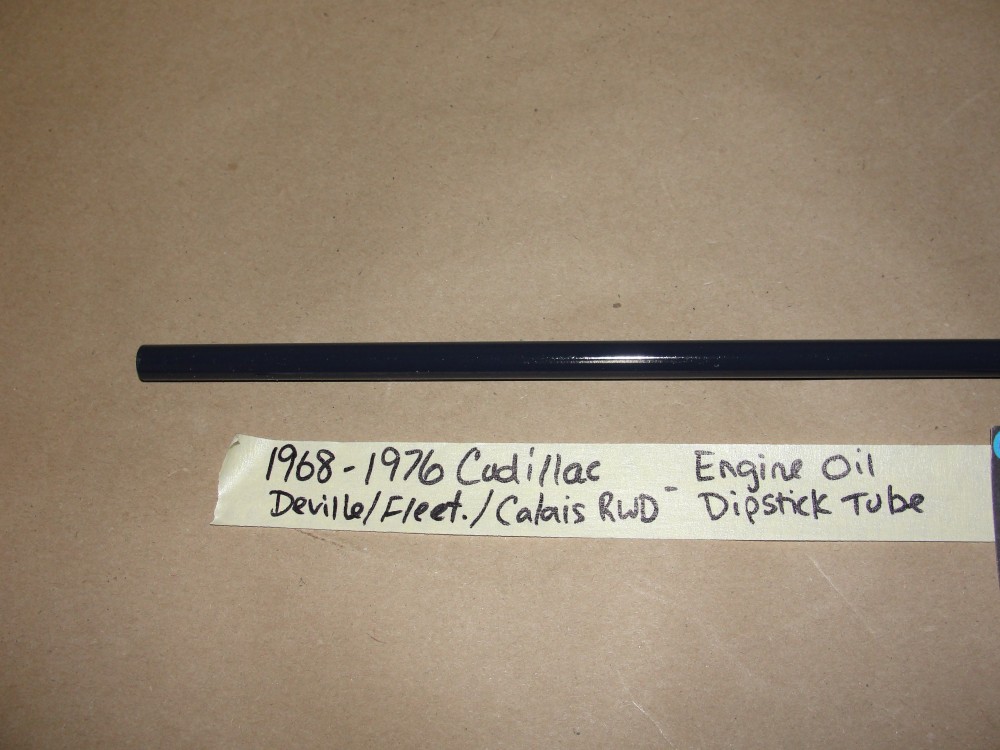 1968-1976 Cadillac - Engine Oil
Deville/Fleet./Calais RWD Dipstick Tube